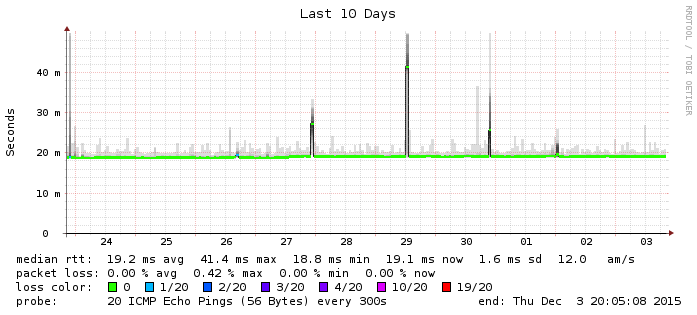 Last 10 Days
RRDTOOL / TOBI OETIKER
Seconds
40 m
30 m
20 m
10 m
0
24 25 26 27 28 29 30 01 02 03
median rtt: 19.2 ms avg 41.4 ms max 18.8 ms min 19.1 ms now 1.6 ms sd 12.0 am/s
packet loss: 0.00 % avg 0.42 % max 0.00 % min 0.00 % now
loss color: 0 1/20 2/20 3/20 4/20 10/20 19/20
probe: 20 ICMP Echo Pings (56 Bytes) every 300s end: Thu Dec 3 20:05:08 2015